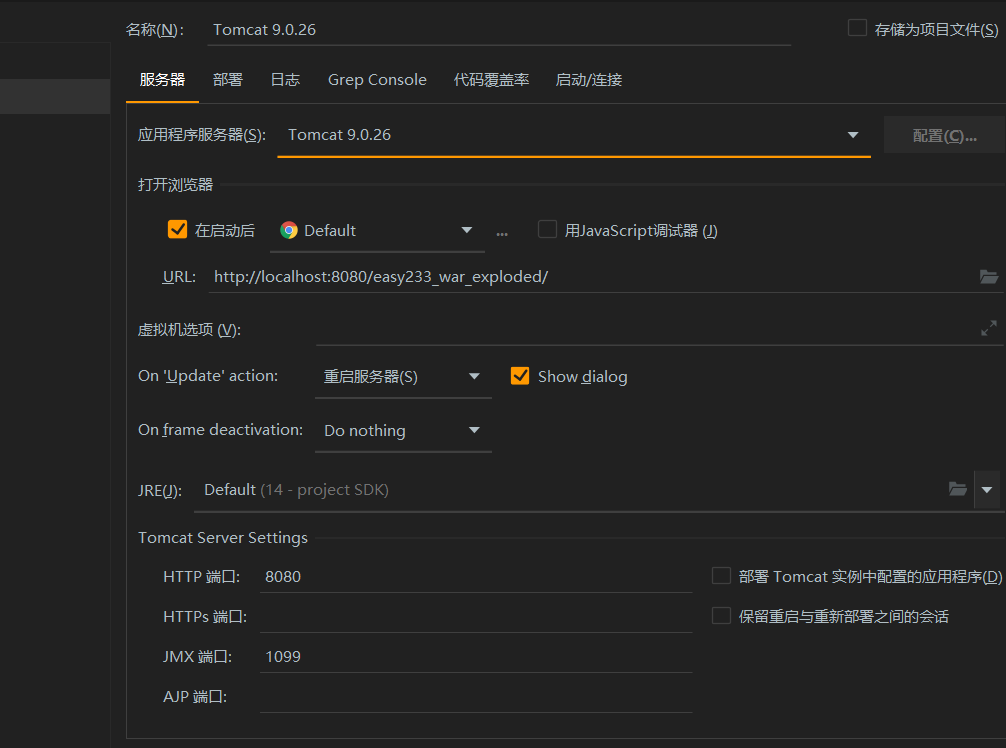 名称(N): Tomcat 9.0.26 存储为项目文件(S)
服务器 部署 日志 Grep Console 代码覆盖率 启动/连接
应用程序服务器(S): Tomcat 9.0.26 配置(C)...
打开浏览器
在启动后 Default ... 用JavaScript调试器 (J)
URL: http://localhost:8080/easy233_war_exploded/
虚拟机选项 (V):
On 'Update' action: 重启服务器(S) Show dialog
On frame deactivation: Do nothing
JRE(J): Default (14 - project SDK)
Tomcat Server Settings
HTTP 端口: 8080 部署 Tomcat 实例中配置的应用程序(D)
HTTPs 端口: 保留重启与重新部署之间的会话
JMX 端口: 1099
AJP 端口: